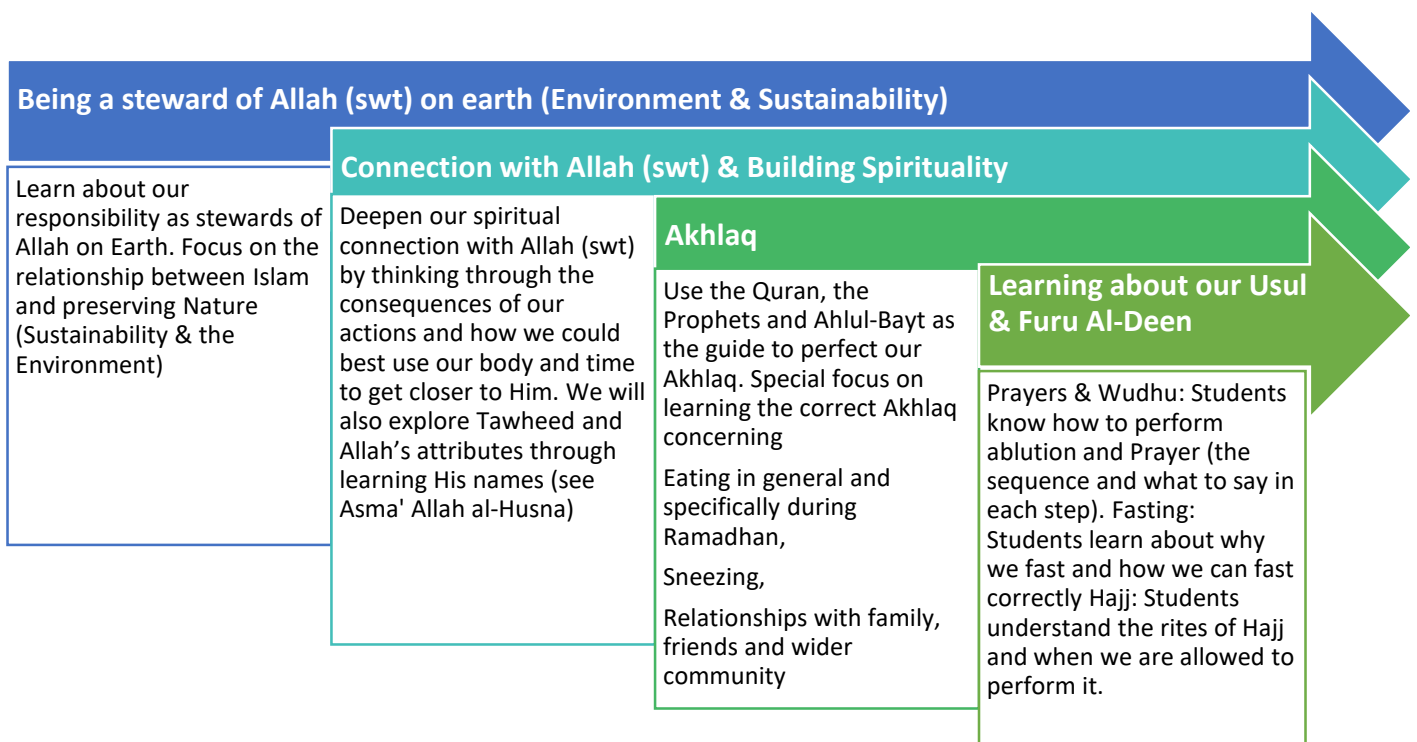 Being a steward of Allah (swt) on earth (Environment & Sustainability)
Learn about our
responsibility as stewards of
Allah on Earth. Focus on the
relationship between Islam
and preserving Nature
(Sustainability & the
Environment)
Connection with Allah (swt) & Building Spirituality
Deepen our spiritual
connection with Allah (swt)
by thinking through the
consequences of our
actions and how we could
best use our body and time
to get closer to Him. We will
also explore Tawheed and
Allah’s attributes through
learning His names (see
Asma' Allah al-Husna)
Akhlaq
Use the Quran, the
Prophets and Ahlul-Bayt as
the guide to perfect our
Akhlaq. Special focus on
learning the correct Akhlaq
concerning
Eating in general and
specifically during
Ramadhan,
Sneezing,
Relationships with family,
friends and wider
community
Learning about our Usul
& Furu Al-Deen
Prayers & Wudhu: Students
know how to perform
ablution and Prayer (the
sequence and what to say in
each step). Fasting:
Students learn about why
we fast and how we can fast
correctly Hajj: Students
understand the rites of Hajj
and when we are allowed to
perform it.